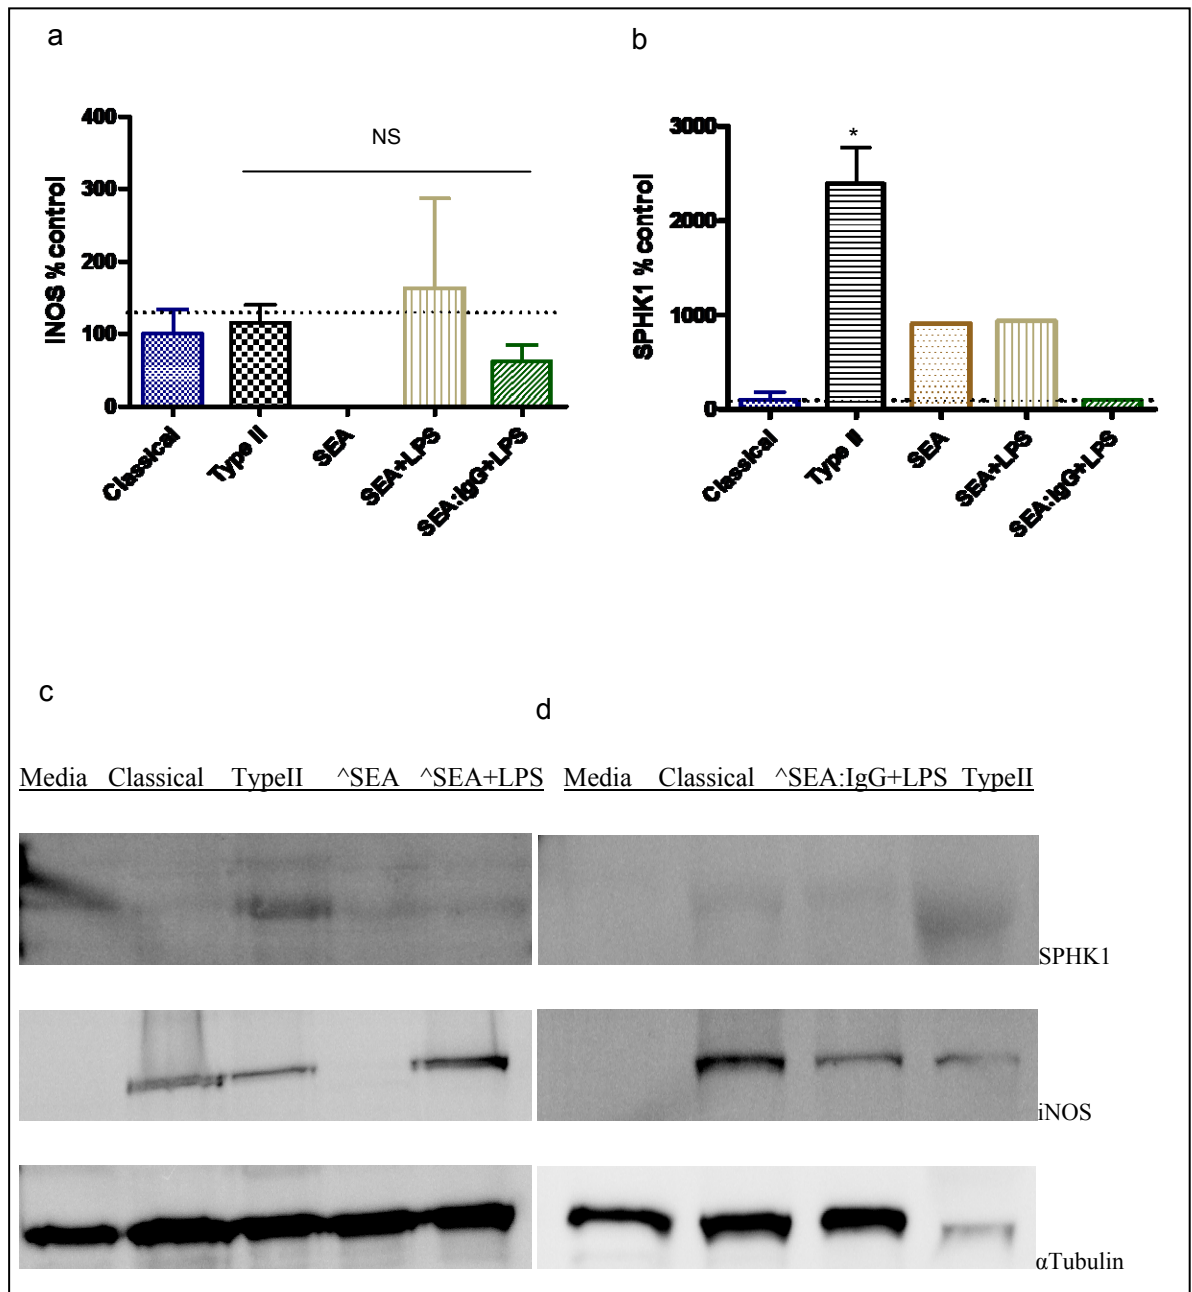 a
b
400
300
200
100
0
INOS % control
NS
Classical
Type II
SEA
SEA+LPS
SEA:IgG+LPS
3000
2000
1000
0
SPHK1 % control
*
Classical
Type II
SEA
SEA+LPS
SEA:IgG+LPS
c
d
Media Classical TypeII ^SEA ^SEA+LPS
Media Classical ^SEA:IgG+LPS TypeII
SPHK1
iNOS
αTubulin